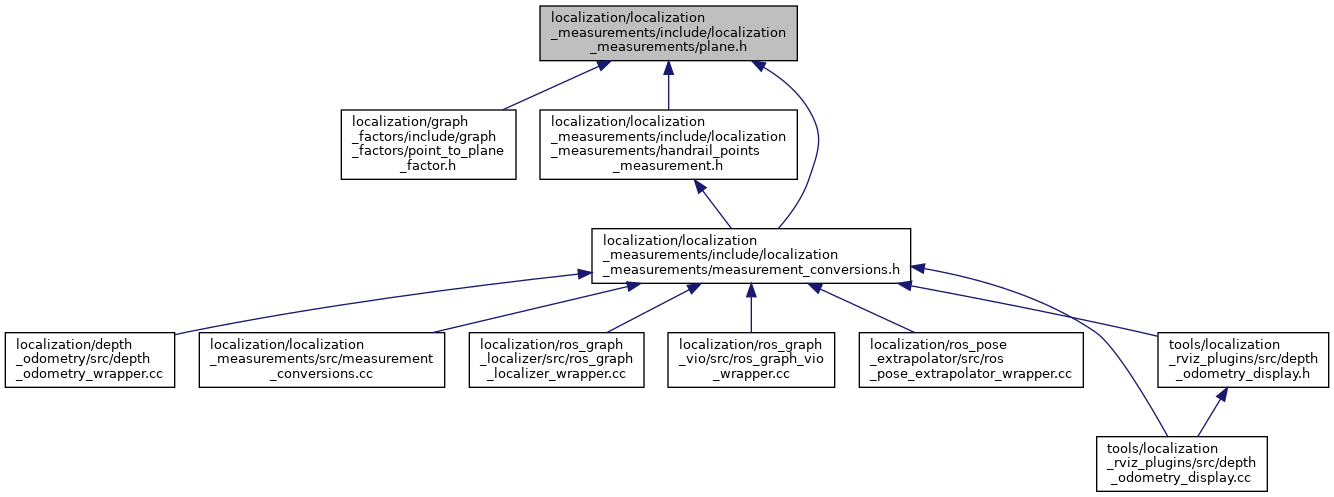 localization/localization
_measurements/include/localization
_measurements/plane.h
localization/graph
_factors/include/graph
_factors/point_to_plane
_factor.h
localization/localization
_measurements/include/localization
_measurements/handrail_points
_measurement.h
localization/localization
_measurements/include/localization
_measurements/measurement_conversions.h
localization/depth
_odometry/src/depth
_odometry_wrapper.cc
localization/localization
_measurements/src/measurement
_conversions.cc
localization/ros_graph
_localizer/src/ros_graph
_localizer_wrapper.cc
localization/ros_graph
_vio/src/ros_graph_vio
_wrapper.cc
localization/ros_pose
_extrapolator/src/ros
_pose_extrapolator_wrapper.cc
tools/localization
_rviz_plugins/src/depth
_odometry_display.h
tools/localization
_rviz_plugins/src/depth
_odometry_display.cc